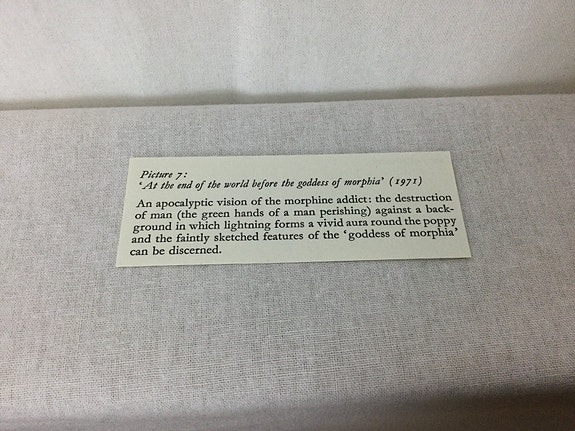 Picture 7:
‘At the end of the world before the goddess of morphia’ (1971)
An apocalyptic vision of the morphine addict: the destruction
of man (the green hands of a man perishing) against a back-
ground in which lightning forms a vivid aura round the poppy
and the faintly sketched features of the ‘goddess of morphia’
can be discerned.